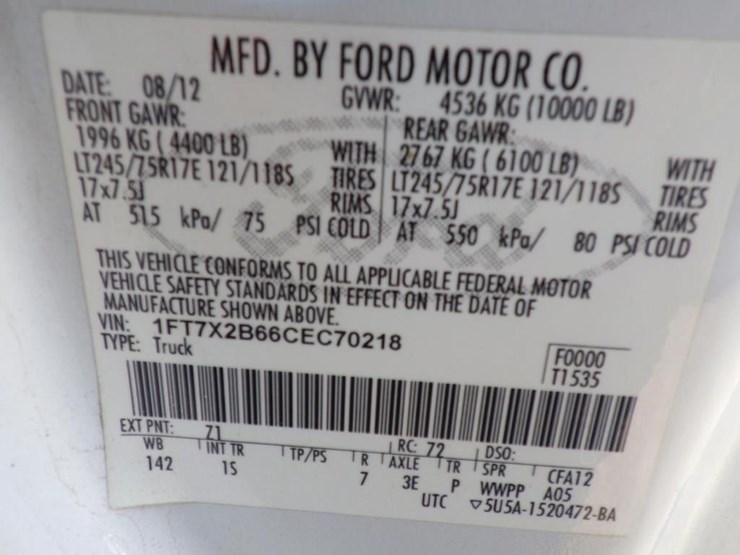 MFD. BY FORD MOTOR CO.
DATE: 08/12 GVWR: 4536 KG (10000 LB)
FRONT GAWR: REAR GAWR:
1996 KG ( 4400 LB) WITH 2767 KG ( 6100 LB) WITH
LT245/75R17E 121/118S TIRES LT245/75R17E 121/118S TIRES
17x7.5J RIMS 17x7.5J RIMS
AT 515 kPa/ 75 PSI COLD AT 550 kPa/ 80 PSI COLD
THIS VEHICLE CONFORMS TO ALL APPLICABLE FEDERAL MOTOR
VEHICLE SAFETY STANDARDS IN EFFECT ON THE DATE OF
MANUFACTURE SHOWN ABOVE.
VIN: 1FT7X2B66CEC70218
TYPE: Truck
F0000
T1535
EXT PNT: 71 RC: 72 DSO:
WB INT TR TP/PS R AXLE TR SPR CFA12
142 1S 7 3E P WWPP A05
UTC ▽5U5A-1520472-BA